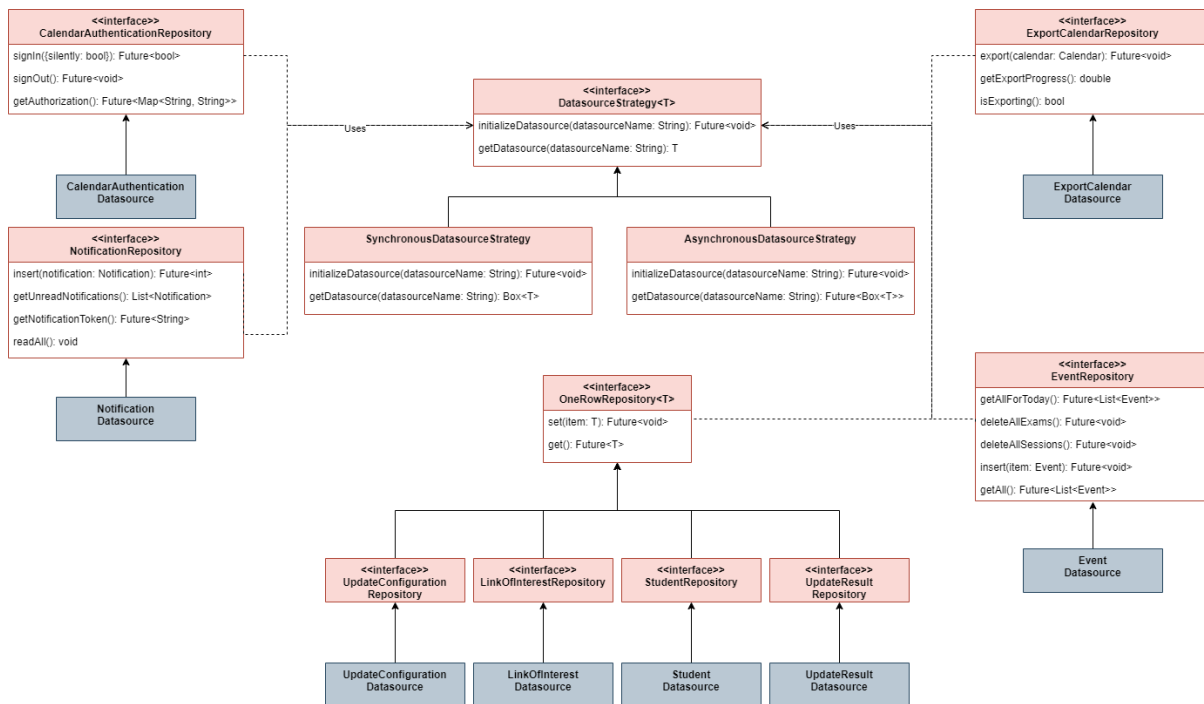 <<interface>>
CalendarAuthenticationRepository
signIn({silently: bool}): Future<bool>
signOut(): Future<void>
getAuthorization(): Future<Map<String, String>>
CalendarAuthentication
Datasource
<<interface>>
NotificationRepository
insert(notification: Notification): Future<int>
getUnreadNotifications(): List<Notification>
getNotificationToken(): Future<String>
readAll(): void
Notification
Datasource
Uses
<<interface>>
DatasourceStrategy<T>
initializeDatasource(datasourceName: String): Future<void>
getDatasource(datasourceName: String): T
Uses
SynchronousDatasourceStrategy
initializeDatasource(datasourceName: String): Future<void>
getDatasource(datasourceName: String): Box<T>
AsynchronousDatasourceStrategy
initializeDatasource(datasourceName: String): Future<void>
getDatasource(datasourceName: String): Future<Box<T>>
<<interface>>
ExportCalendarRepository
export(calendar: Calendar): Future<void>
getExportProgress(): double
isExporting(): bool
ExportCalendar
Datasource
<<interface>>
OneRowRepository<T>
set(item: T): Future<void>
get(): Future<T>
<<interface>>
EventRepository
getAllForToday(): Future<List<Event>>
deleteAllExams(): Future<void>
deleteAllSessions(): Future<void>
insert(item: Event): Future<void>
getAll(): Future<List<Event>>
Event
Datasource
<<interface>>
UpdateConfiguration
Repository
<<interface>>
LinkOfInterestRepository
<<interface>>
StudentRepository
<<interface>>
UpdateResult
Repository
UpdateConfiguration
Datasource
LinkOfInterest
Datasource
Student
Datasource
UpdateResult
Datasource